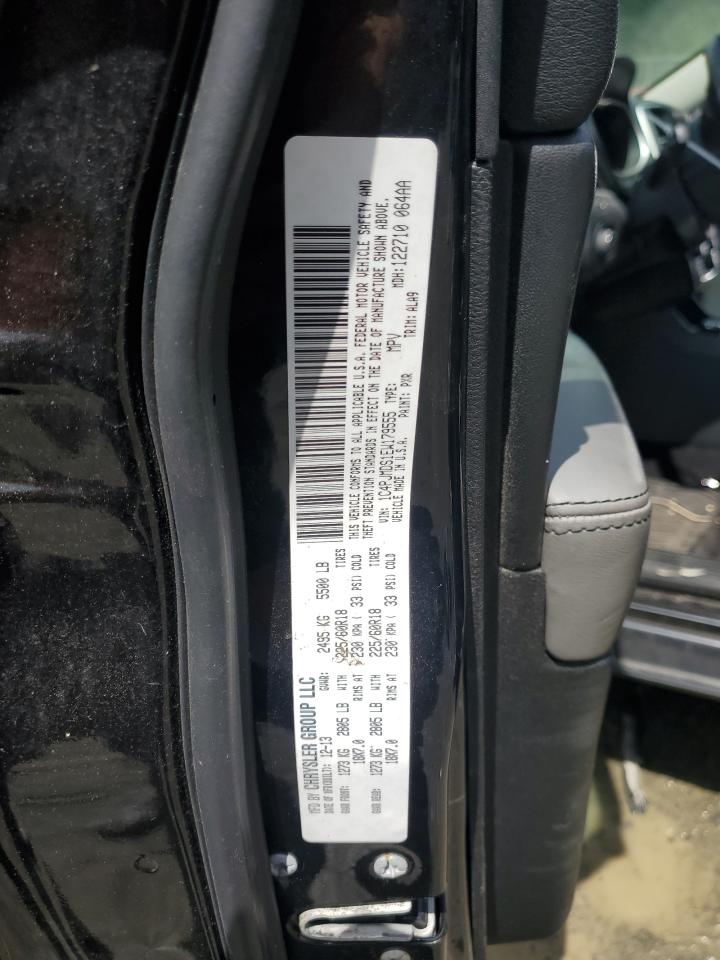 MFD BY CHRYSLER GROUP LLC
DATE OF MFR(BUILT): 12-13 GVWR: 2495 KG 5500 LB
GAWR FRONT: 1273 KG 2805 LB WITH 225/60R18 TIRES
18X7.0 RIMS AT 230 KPA ( 33 PSI) COLD
GAWR REAR: 1273 KG 2805 LB WITH 225/60R18 TIRES
18X7.0 RIMS AT 230 KPA ( 33 PSI) COLD
THIS VEHICLE CONFORMS TO ALL APPLICABLE U.S.A. FEDERAL MOTOR VEHICLE SAFETY AND
THEFT PREVENTION STANDARDS IN EFFECT ON THE DATE OF MANUFACTURE SHOWN ABOVE.
VIN: 1C4PJMDS1EW179555 TYPE: MPV MDH: 122710 064AA
VEHICLE MADE IN U.S.A. PAINT: PXR TRIM: ALA9